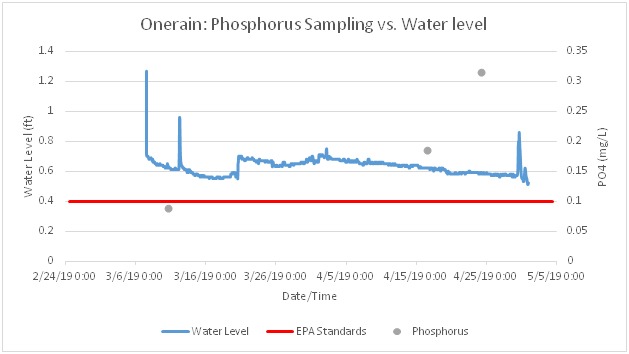 Onerain: Phosphorus Sampling vs. Water level
1.4
1.2
1
0.8
0.6
0.4
0.2
0
Water Level (ft)
0.35
0.3
0.25
0.2
0.15
0.1
0.05
0
PO4 (mg/L)
2/24/19 0:00 3/6/19 0:00 3/16/19 0:00 3/26/19 0:00 4/5/19 0:00 4/15/19 0:00 4/25/19 0:00 5/5/19 0:00
Date/Time
Water Level EPA Standards Phosphorus